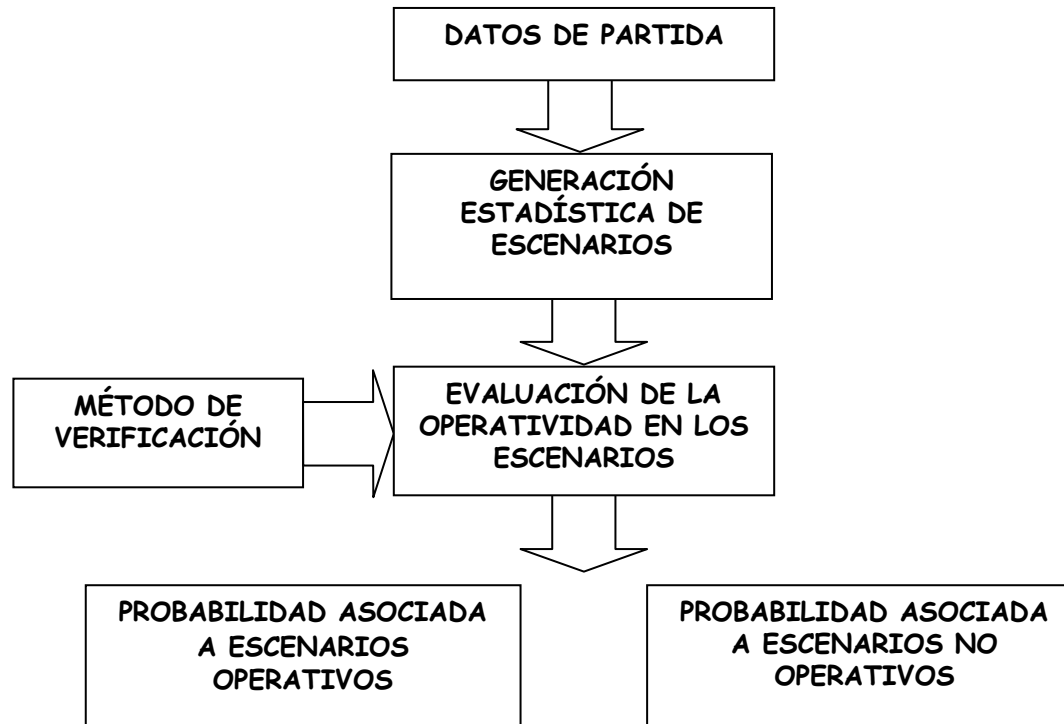 DATOS DE PARTIDA
GENERACIÓN
ESTADÍSTICA DE
ESCENARIOS
MÉTODO DE
VERIFICACIÓN
EVALUACIÓN DE LA
OPERATIVIDAD EN LOS
ESCENARIOS
PROBABILIDAD ASOCIADA
A ESCENARIOS
OPERATIVOS
PROBABILIDAD ASOCIADA
A ESCENARIOS NO
OPERATIVOS